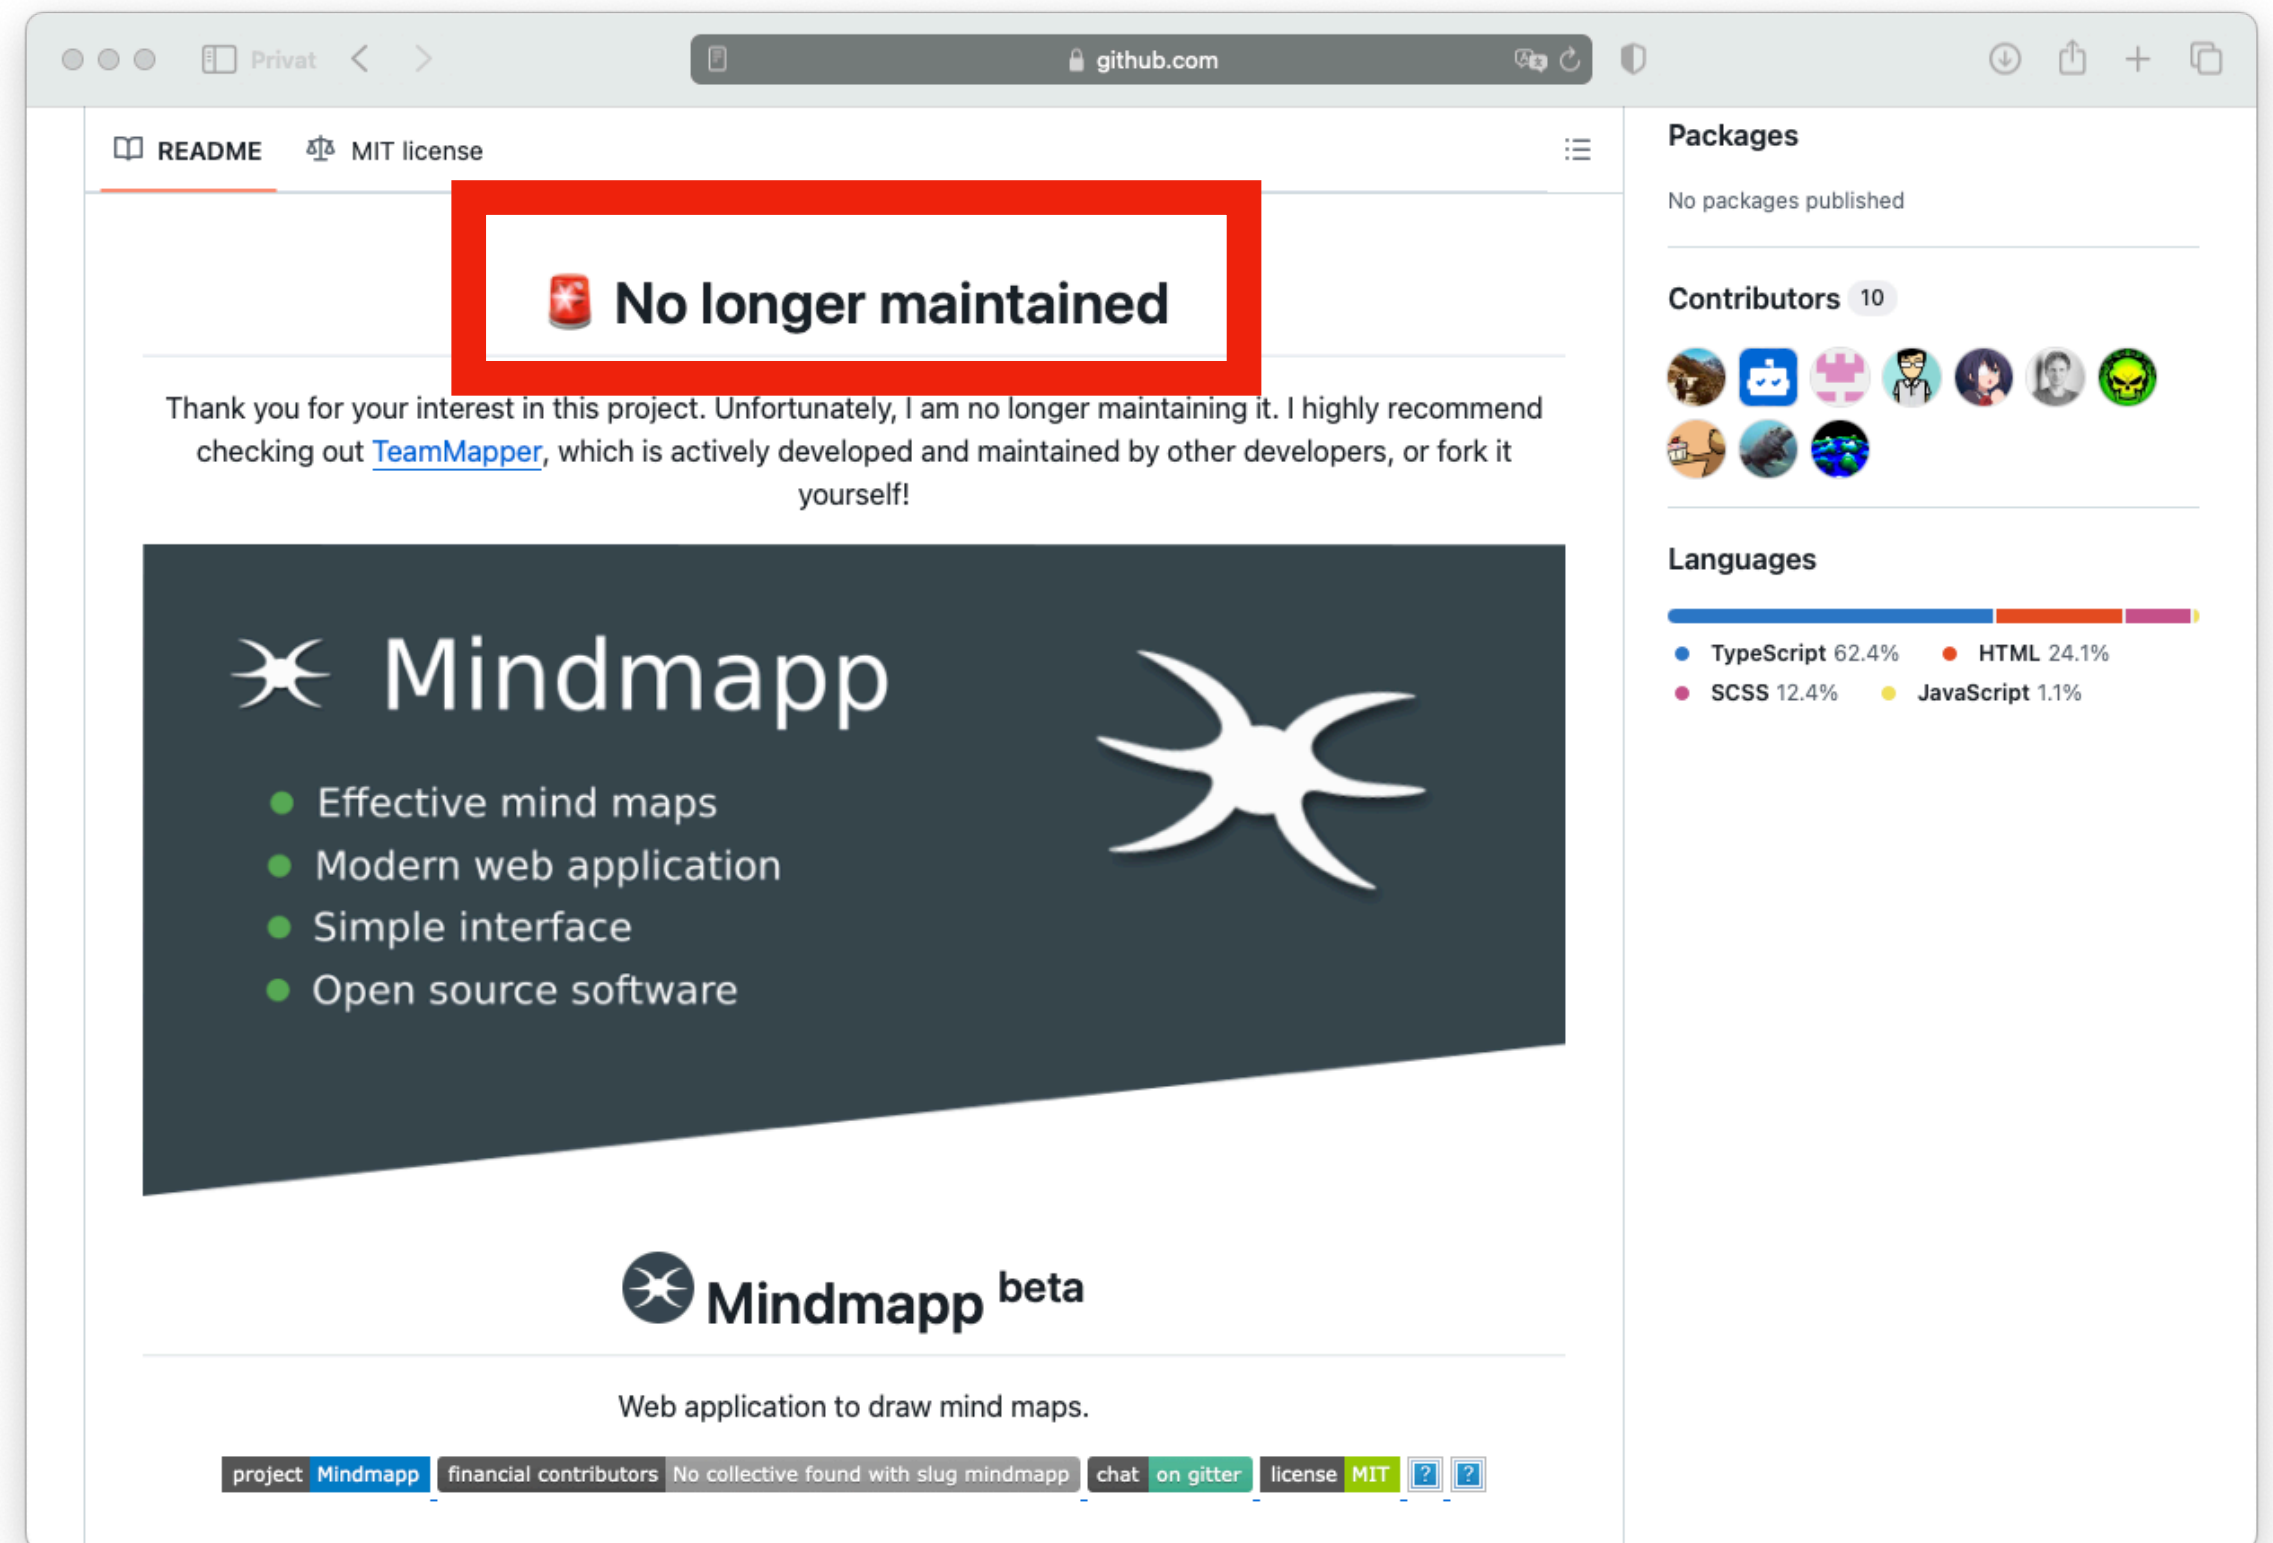 Privat
github.com
README
MIT license
🚨 No longer maintained
Thank you for your interest in this project. Unfortunately, I am no longer maintaining it. I highly recommend
checking out TeamMapper, which is actively developed and maintained by other developers, or fork it
yourself!
Mindmapp
Effective mind maps
Modern web application
Simple interface
Open source software
Mindmapp beta
Web application to draw mind maps.
project Mindmapp financial contributors No collective found with slug mindmapp chat on gitter license MIT ? ?
Packages
No packages published
Contributors 10
Languages
TypeScript 62.4% HTML 24.1%
SCSS 12.4% JavaScript 1.1%